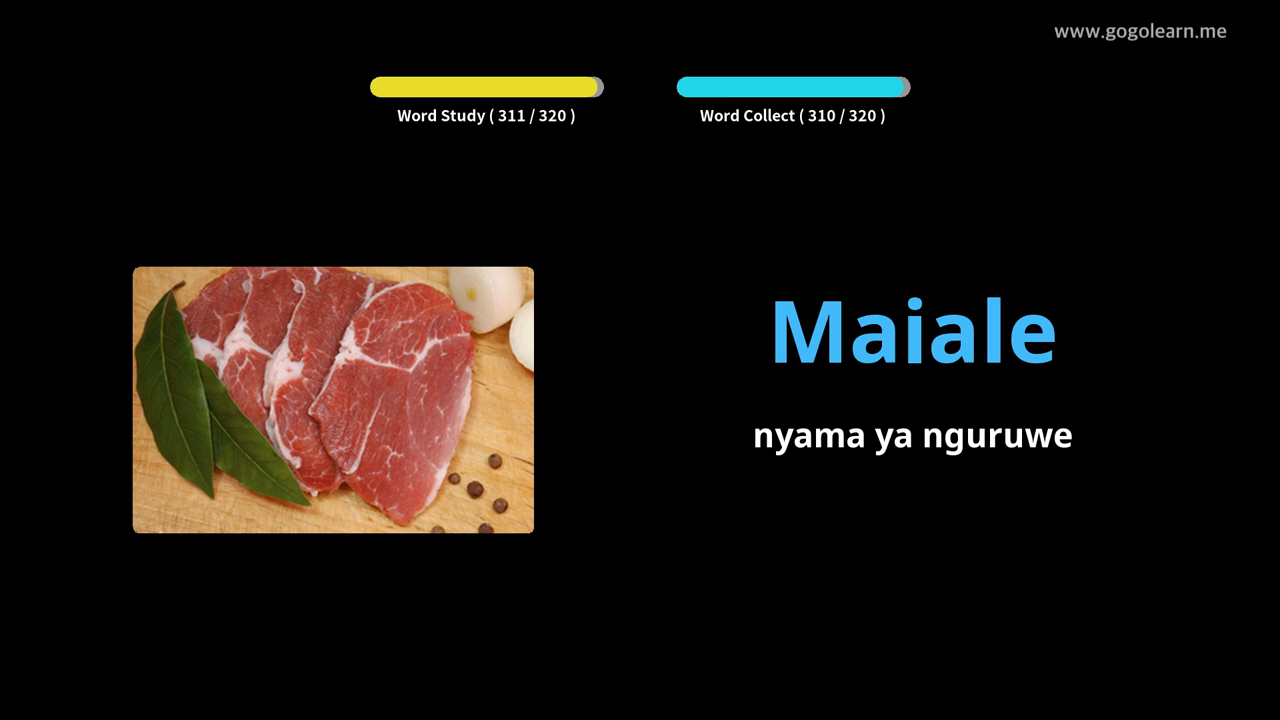 www.gogolearn.me
Word Study ( 311 / 320 )
Word Collect ( 310 / 320 )
Maiale
nyama ya nguruwe